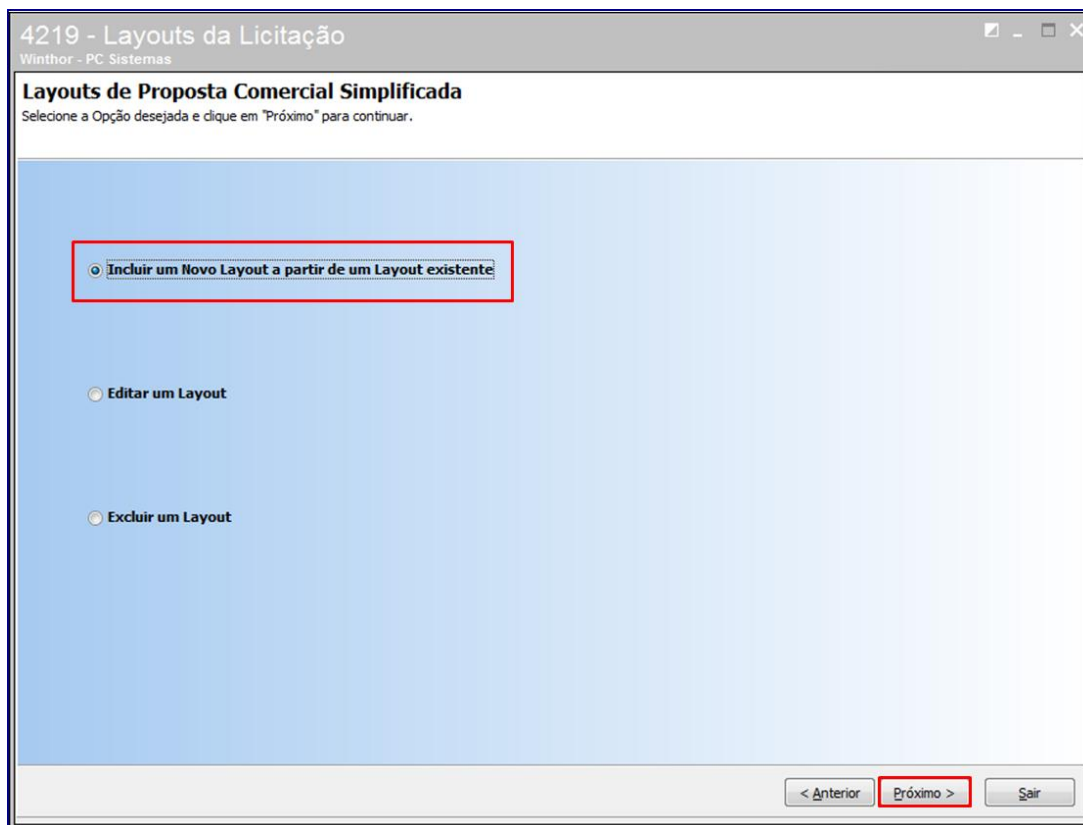 4219 - Layouts da Licitação
Winthor - PC Sistemas
Layouts de Proposta Comercial Simplificada
Selecione a Opção desejada e clique em "Próximo" para continuar.
Incluir um Novo Layout a partir de um Layout existente
Editar um Layout
Excluir um Layout
< Anterior Próximo > Sair